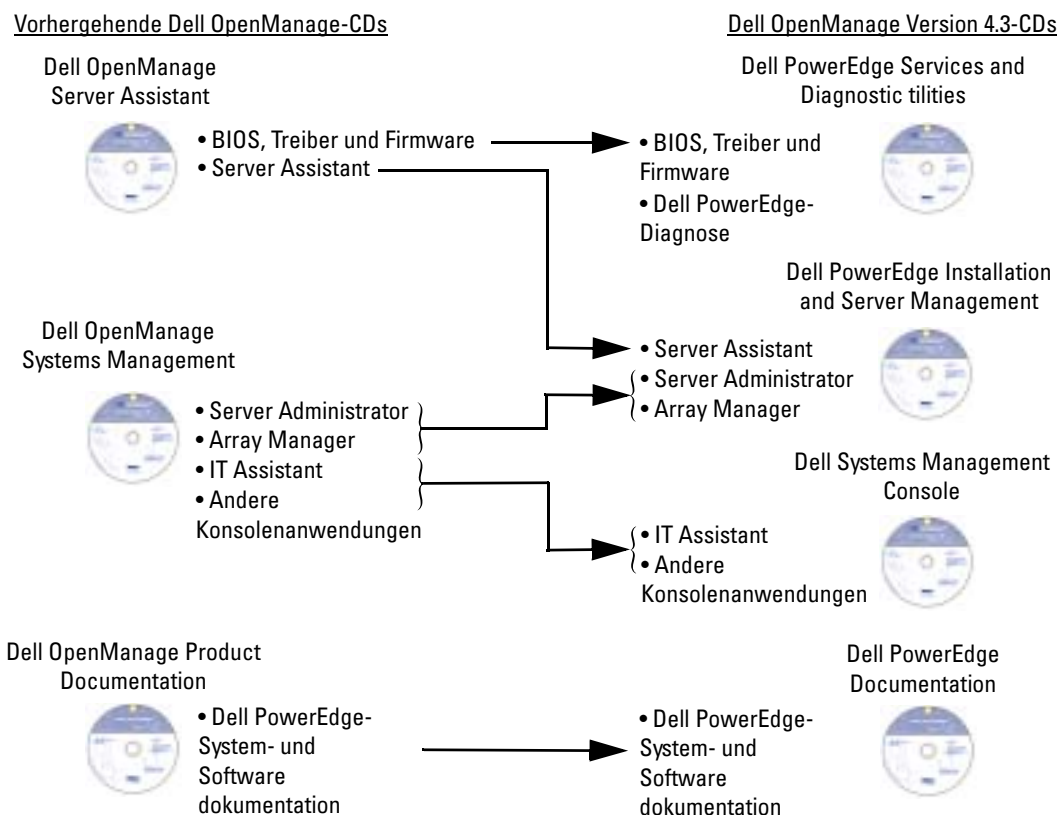 Vorhergehende Dell OpenManage-CDs
Dell OpenManage Version 4.3-CDs
Dell OpenManage
Server Assistant
• BIOS, Treiber und Firmware
• Server Assistant
Dell PowerEdge Services and
Diagnostic tilities
• BIOS, Treiber und
Firmware
• Dell PowerEdge-
Diagnose
Dell PowerEdge Installation
and Server Management
• Server Assistant
• Server Administrator
• Array Manager
Dell OpenManage
Systems Management
• Server Administrator
• Array Manager
• IT Assistant
• Andere
Konsolenanwendungen
Dell Systems Management
Console
• IT Assistant
• Andere
Konsolenanwendungen
Dell OpenManage Product
Documentation
• Dell PowerEdge-
System- und
Software
dokumentation
Dell PowerEdge
Documentation
• Dell PowerEdge-
System- und
Software
dokumentation